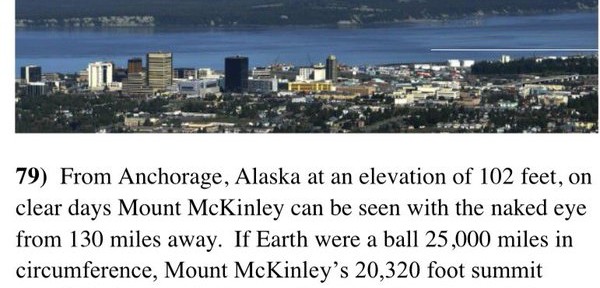 79)  From Anchorage, Alaska at an elevation of 102 feet, on
clear days Mount McKinley can be seen with the naked eye
from 130 miles away.  If Earth were a ball 25,000 miles in
circumference, Mount McKinley’s 20,320 foot summit